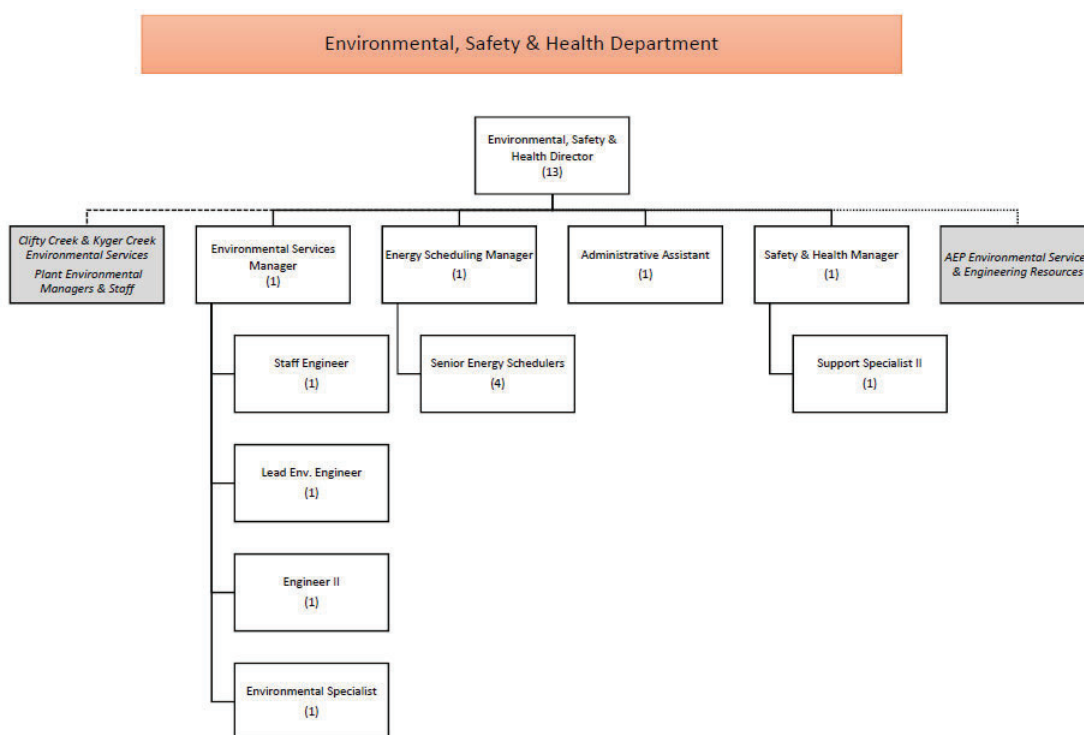 Environmental, Safety & Health Department
Environmental, Safety &
Health Director
(13)
Clifty Creek & Kyger Creek
Environmental Services
Plant Environmental
Managers & Staff
Environmental Services
Manager
(1)
Energy Scheduling Manager
(1)
Administrative Assistant
(1)
Safety & Health Manager
(1)
AEP Environmental Service
& Engineering Resources
Staff Engineer
(1)
Senior Energy Schedulers
(4)
Support Specialist II
(1)
Lead Env. Engineer
(1)
Engineer II
(1)
Environmental Specialist
(1)